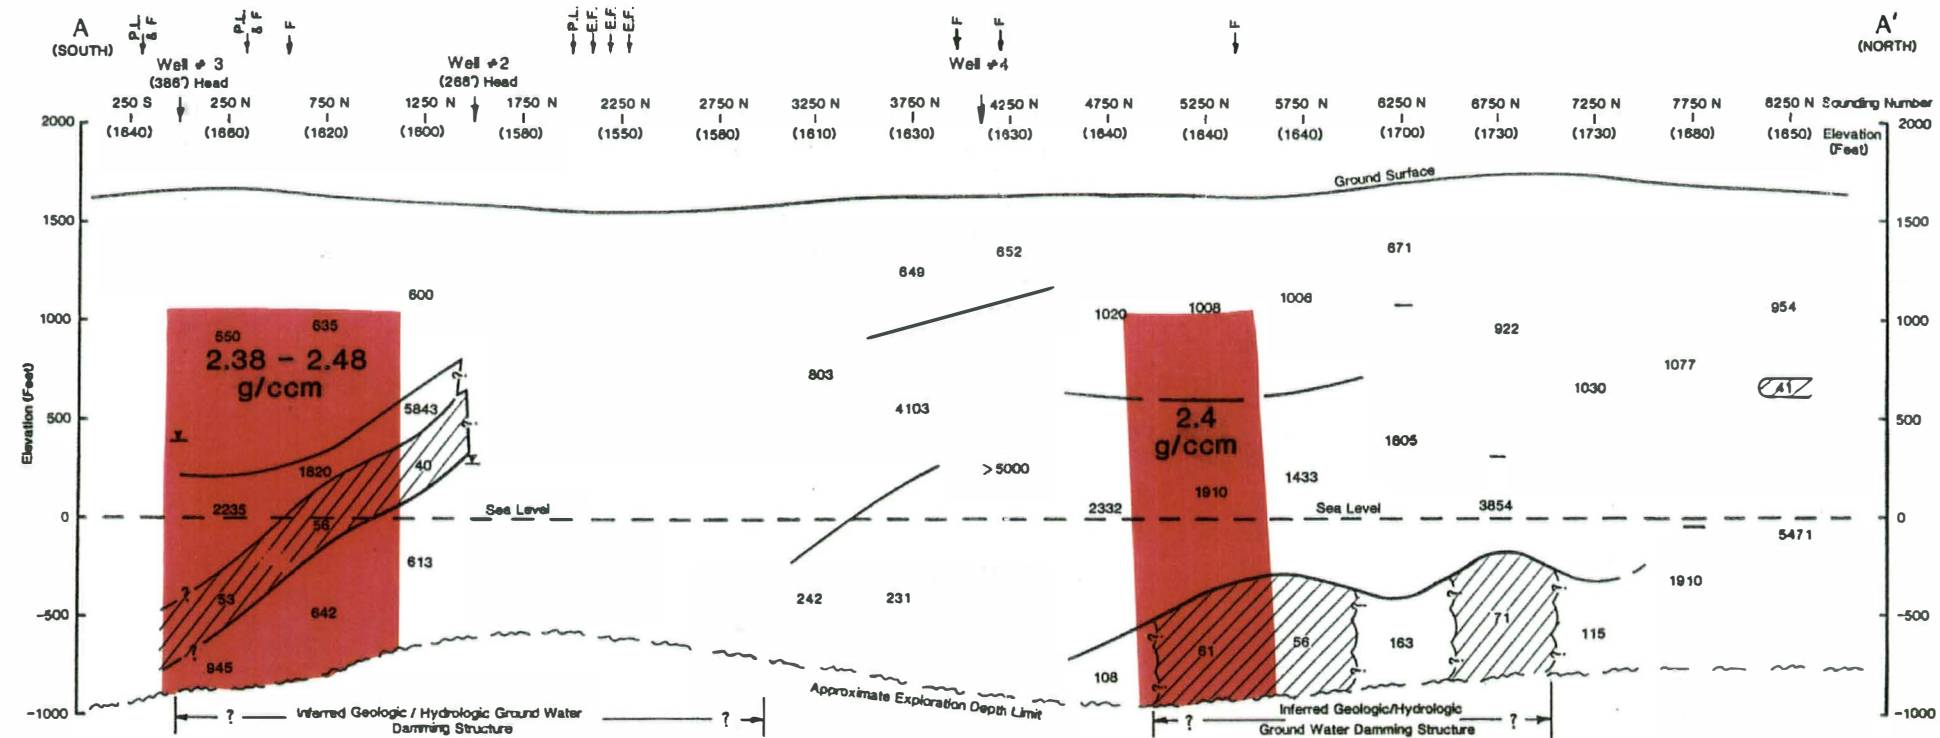 A
(SOUTH)
P.L. & F
P.L. & F
F
P.L.
E.F.
E.F.
E.F.
F
F
F
A'
(NORTH)
Well #3
(386') Head
Well #2
(268') Head
Well #4
250 S 250 N 750 N 1250 N 1750 N 2250 N 2750 N 3250 N 3750 N 4250 N 4750 N 5250 N 5750 N 6250 N 6750 N 7250 N 7750 N 8250 N Sounding Number
(1640) (1660) (1620) (1600) (1580) (1550) (1580) (1610) (1630) (1630) (1640) (1640) (1640) (1700) (1730) (1730) (1680) (1650) Elevation
(Feet)
2000 2000
Ground Surface
1500 1500
652 671
649
600 1006
1020 1008 954
1000 1000
550 635 922
2.38 - 2.48
g/ccm
803 1077
1030 41
Elevation (Feet)
5843 4103
500 500
2.4
g/ccm
1805
1820 40 >5000 1433
1910
2235 2332 3854
56 Sea Level Sea Level
0 0
5471
613
1910
53 642 242 231
-500 -500
71 115
61 56 163
945 108
? ? ? ? ? ? ? ? ? ? ?
Approximate Exploration Depth Limit
-1000 -1000
? Inferred Geologic / Hydrologic Ground Water ?
Damming Structure
Inferred Geologic/Hydrologic
? ?
Ground Water Damming Structure